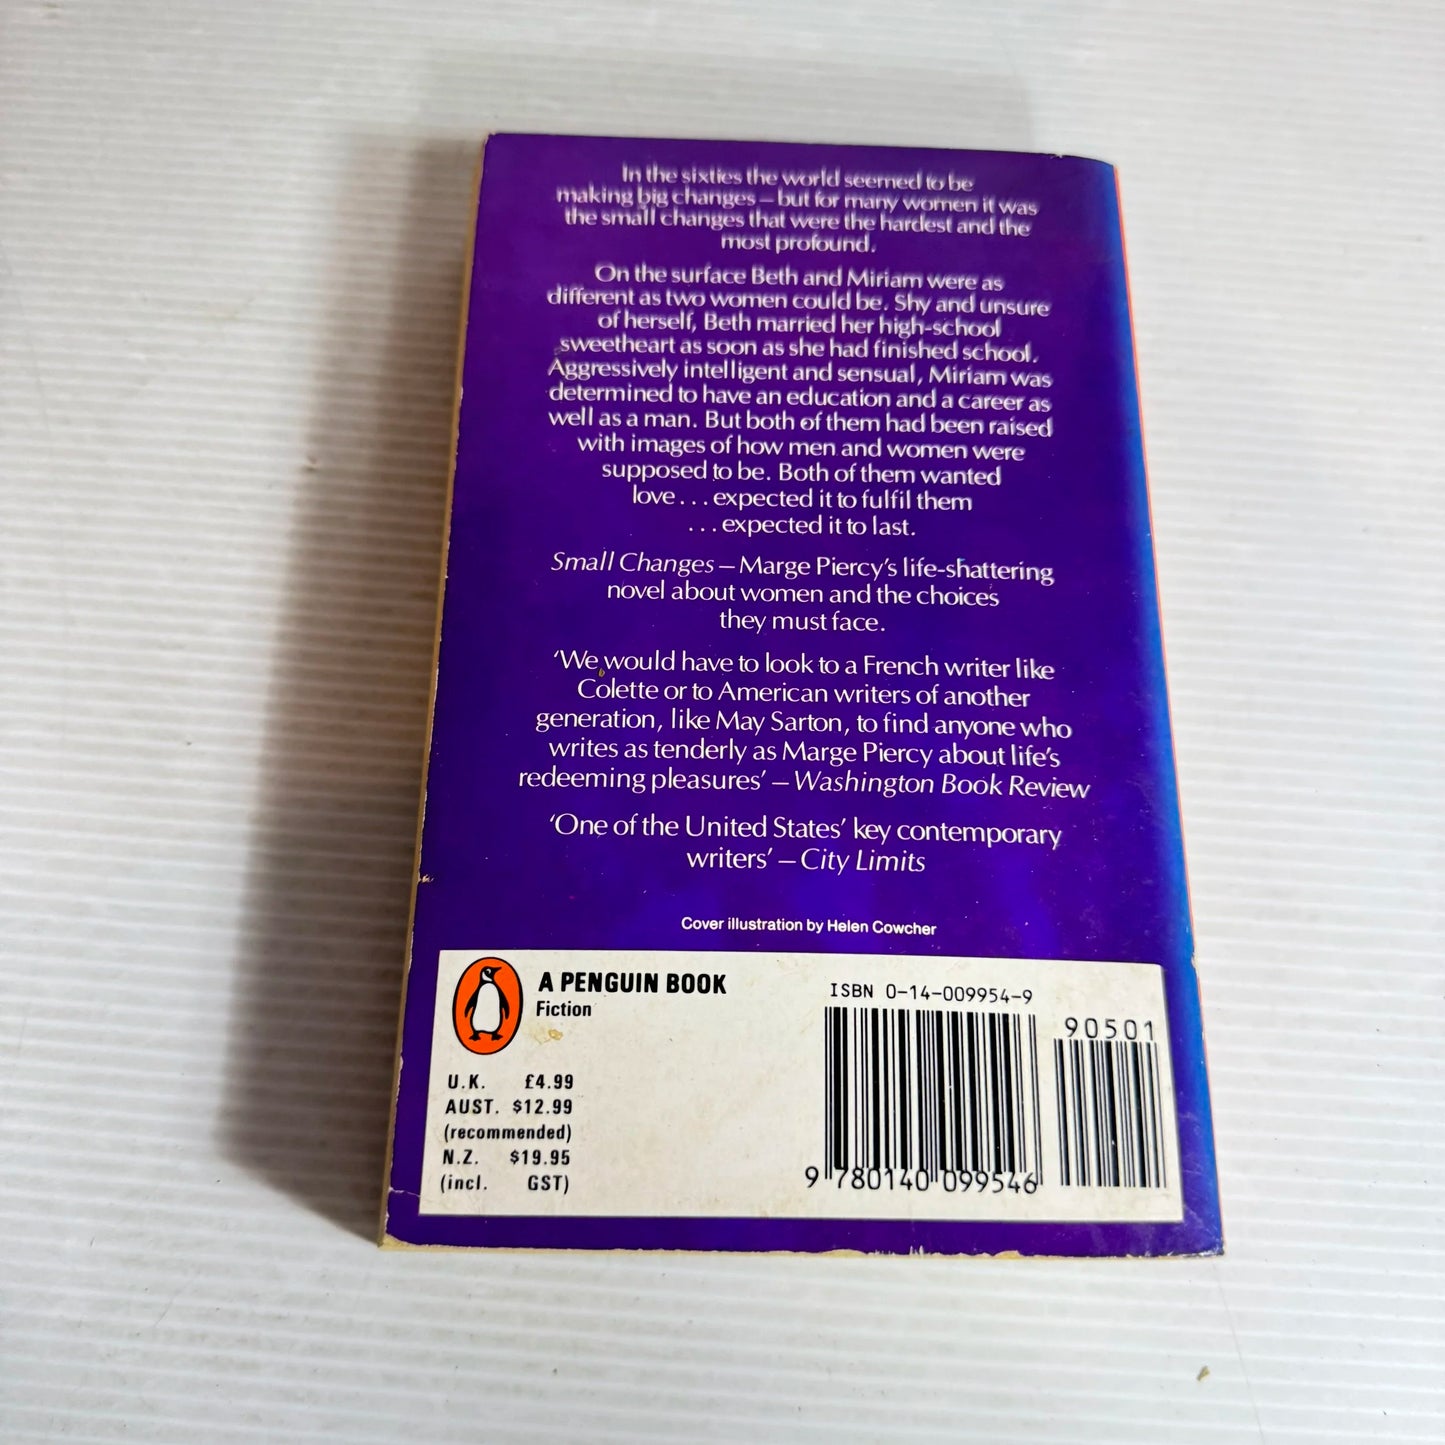 In the sixties the world seemed to be
making big changes – but for many women it was
the small changes that were the hardest and the
most profound.
On the surface Beth and Miriam were as
different as two women could be. Shy and unsure
of herself, Beth married her high-school
sweetheart as soon as she had finished school.
Aggressively intelligent and sensual, Miriam was
determined to have an education and a career as
well as a man. But both of them had been raised
with images of how men and women were
supposed to be. Both of them wanted
love . . . expected it to fulfil them
. . . expected it to last.
Small Changes – Marge Piercy's life-shattering
novel about women and the choices
they must face.
'We would have to look to a French writer like
Colette or to American writers of another
generation, like May Sarton, to find anyone who
writes as tenderly as Marge Piercy about life's
redeeming pleasures' – Washington Book Review
'One of the United States' key contemporary
writers' – City Limits
Cover illustration by Helen Cowcher
A PENGUIN BOOK
Fiction
U.K. £4.99
AUST. $12.99
(recommended)
N.Z. $19.95
(incl. GST)
ISBN 0-14-009954-9
90501
9 780140 099546